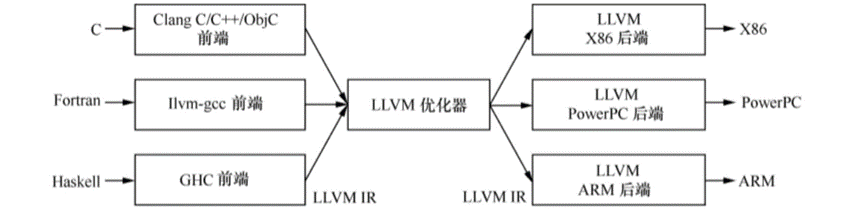 C
Clang C/C++/ObjC
前端
LLVM
X86 后端
X86
Fortran
Ilvm-gcc 前端
LLVM 优化器
LLVM
PowerPC 后端
PowerPC
Haskell
GHC 前端
LLVM IR
LLVM IR
LLVM
ARM 后端
ARM